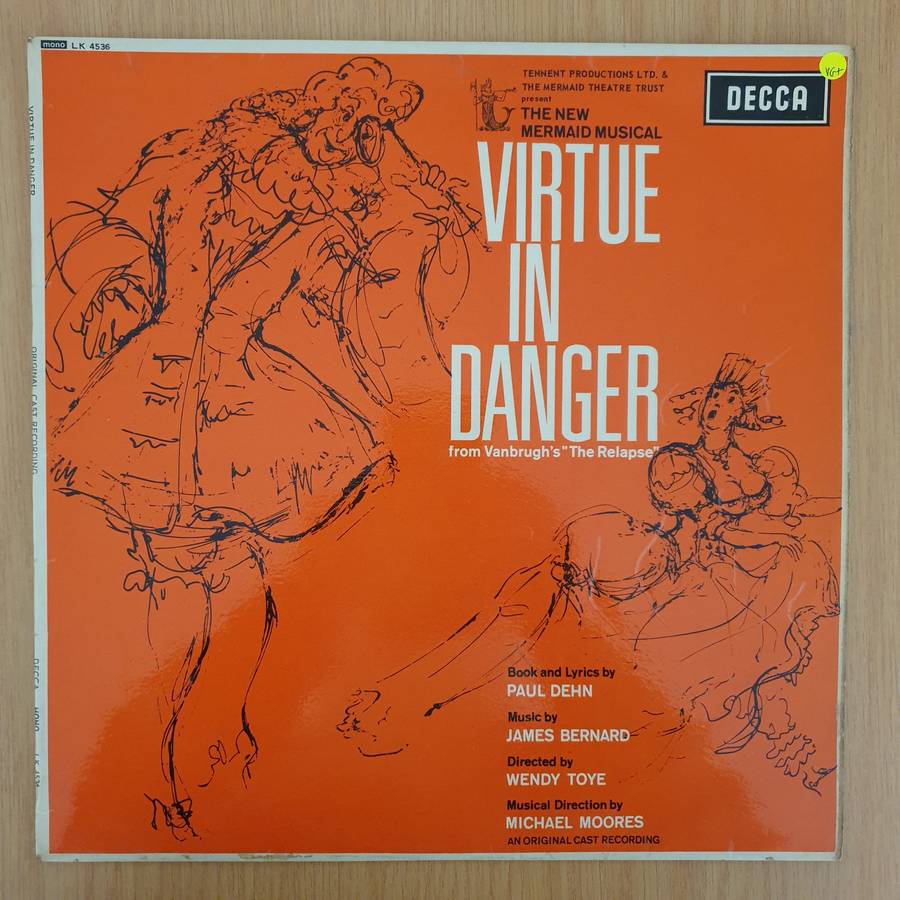 mono LK 4536
TENNENT PRODUCTIONS LTD. &
THE MERMAID THEATRE TRUST
present
THE NEW
MERMAID MUSICAL
DECCA
VG+
VIRTUE
IN
DANGER
from Vanbrugh's "The Relapse"
Book and Lyrics by
PAUL DEHN
Music by
JAMES BERNARD
Directed by
WENDY TOYE
Musical Direction by
MICHAEL MOORES
AN ORIGINAL CAST RECORDING
VIRTUE IN DANGER
ORIGINAL CAST RECORDING
DECCA MONO LK 4536